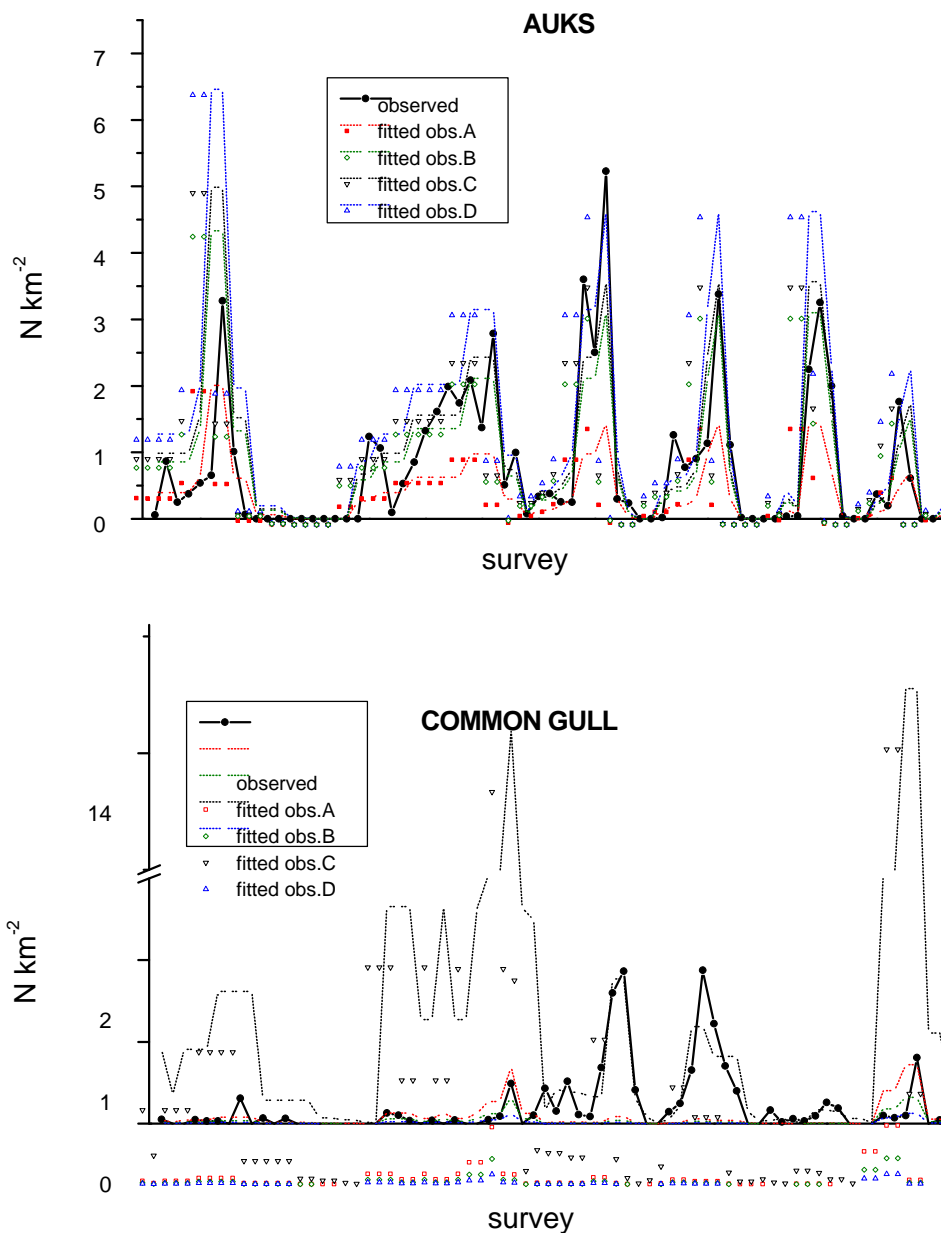 AUKS
7
6
5
4
3
2
1
0
N km-2
observed
fitted obs.A
fitted obs.B
fitted obs.C
fitted obs.D
survey
COMMON GULL
14
2
1
0
N km-2
observed
fitted obs.A
fitted obs.B
fitted obs.C
fitted obs.D
survey